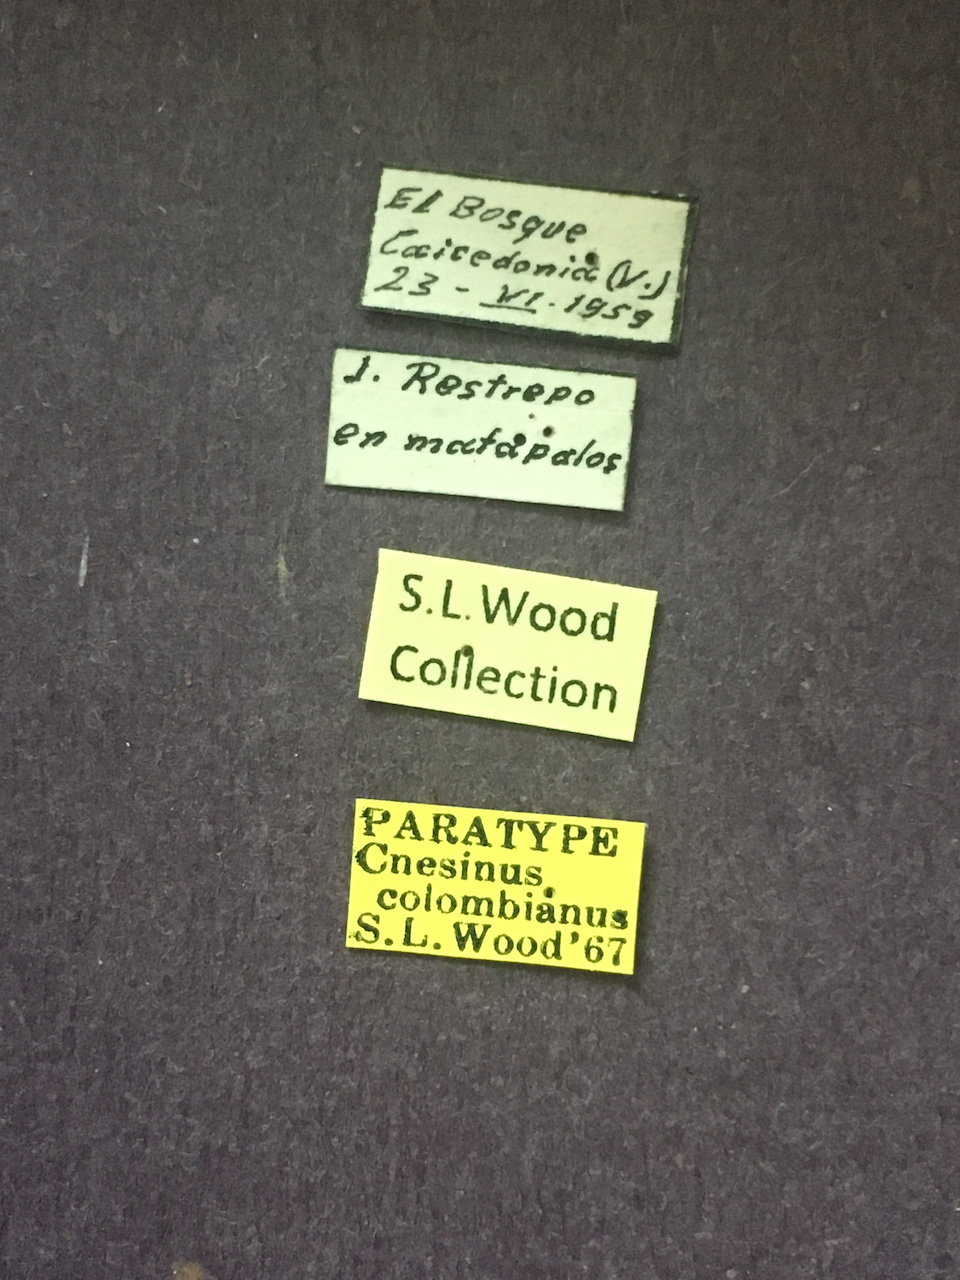 El Bosque
Caicedonia (V.)
23 - VI. 1959
J. Restrepo
en matapalos
S.L. Wood
Collection
PARATYPE
Cnesinus
colombianus
S.L. Wood '67